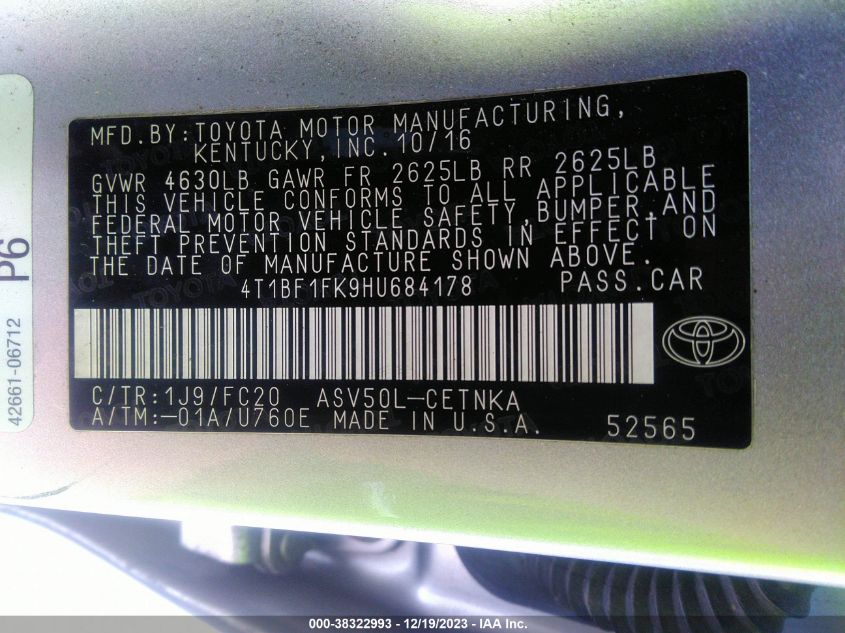 MFD.BY:TOYOTA MOTOR MANUFACTURING,
KENTUCKY,INC.10/16
GVWR 4630LB GAWR FR 2625LB RR 2625LB
THIS VEHICLE CONFORMS TO ALL APPLICABLE
FEDERAL MOTOR VEHICLE SAFETY,BUMPER,AND
THEFT PREVENTION STANDARDS IN EFFECT ON
THE DATE OF MANUFACTURE SHOWN ABOVE.
4T1BF1FK9HU684178 PASS.CAR
C/TR:1J9/FC20 ASV50L-CETNKA
A/TM:-01A/U760E MADE IN U.S.A. 52565
P6
42661-06712
TOYOTA
000-38322993 - 12/19/2023 - IAA Inc.